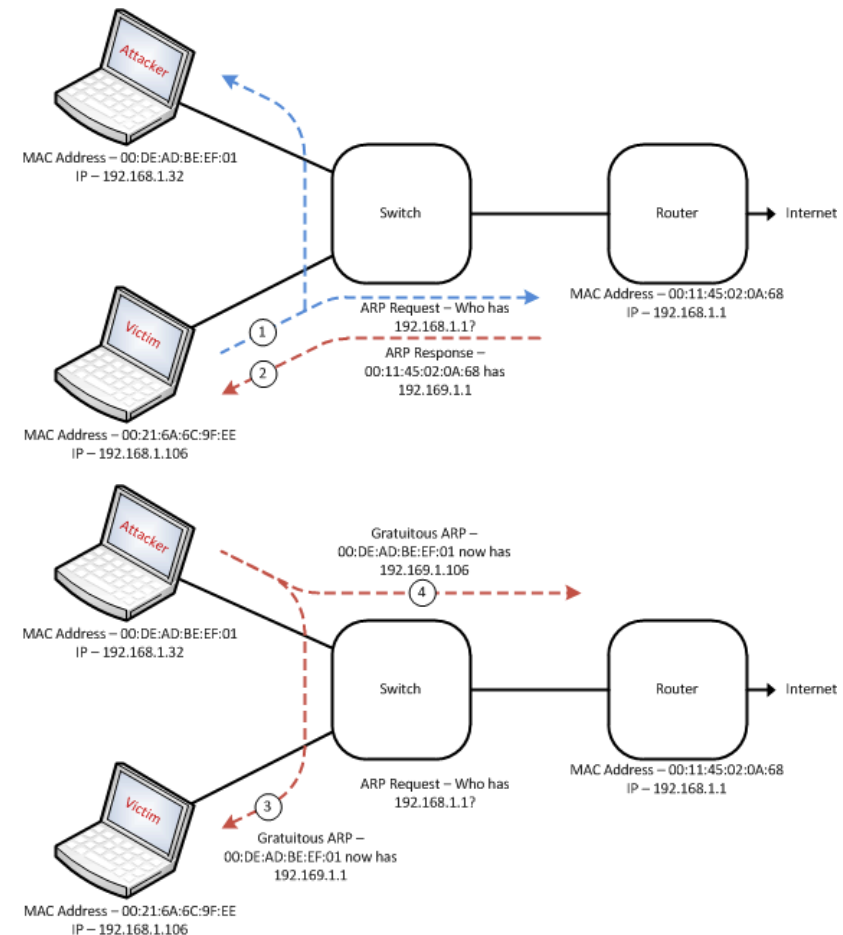 Attacker
MAC Address – 00:DE:AD:BE:EF:01
IP – 192.168.1.32
Switch
Router
Internet
MAC Address – 00:11:45:02:0A:68
IP – 192.168.1.1
ARP Request – Who has
192.168.1.1?
1
ARP Response –
00:11:45:02:0A:68 has
192.169.1.1
2
Victim
MAC Address – 00:21:6A:6C:9F:EE
IP – 192.168.1.106
Attacker
MAC Address – 00:DE:AD:BE:EF:01
IP – 192.168.1.32
Gratuitous ARP –
00:DE:AD:BE:EF:01 now has
192.169.1.106
4
Switch
Router
Internet
MAC Address – 00:11:45:02:0A:68
IP – 192.168.1.1
ARP Request – Who has
192.168.1.1?
3
Gratuitous ARP –
00:DE:AD:BE:EF:01 now has
192.169.1.1
Victim
MAC Address – 00:21:6A:6C:9F:EE
IP – 192.168.1.106